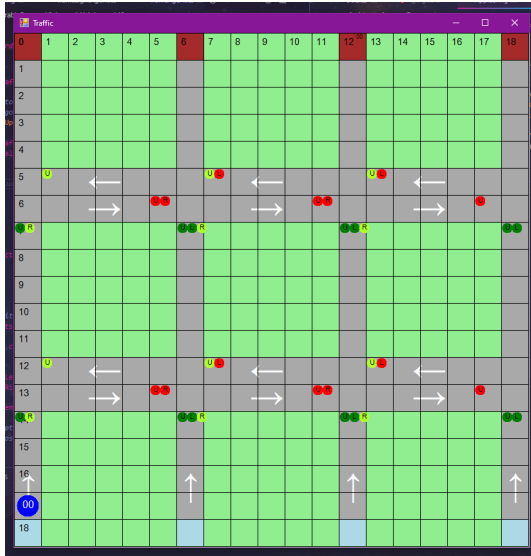 Traffic
0 1 2 3 4 5 6 7 8 9 10 11 12 20 13 14 15 16 17 18
1
2
3
4
5 U U L U L
6 U R U R U
U R U L R U L R U L
8
9
10
11
12 U U L U L
13 U R U R U
U R U L R U L R U L
15
16
00
18